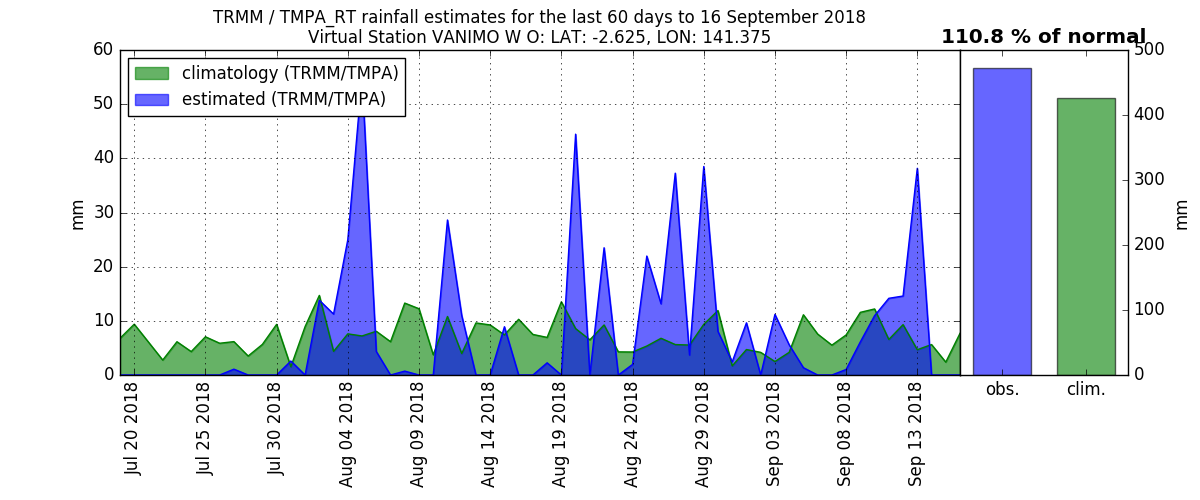 TRMM / TMPA_RT rainfall estimates for the last 60 days to 16 September 2018
Virtual Station VANIMO W O: LAT: -2.625, LON: 141.375
110.8 % of normal
climatology (TRMM/TMPA)
estimated (TRMM/TMPA)
60
50
40
30
20
10
0
mm
Jul 20 2018
Jul 25 2018
Jul 30 2018
Aug 04 2018
Aug 09 2018
Aug 14 2018
Aug 19 2018
Aug 24 2018
Aug 29 2018
Sep 03 2018
Sep 08 2018
Sep 13 2018
obs.
clim.
500
400
300
200
100
0
mm